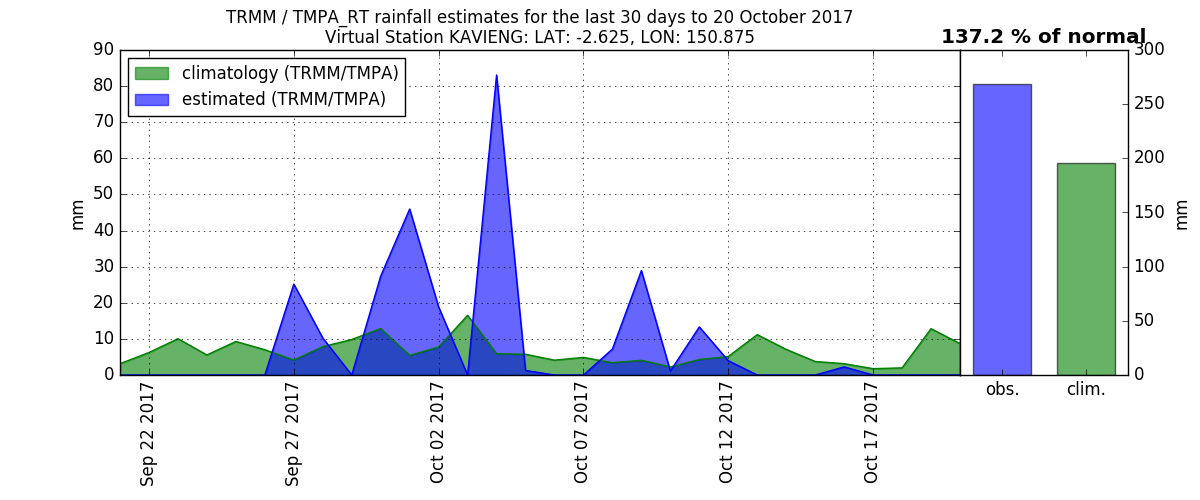 TRMM / TMPA_RT rainfall estimates for the last 30 days to 20 October 2017
Virtual Station KAVIENG: LAT: -2.625, LON: 150.875
137.2 % of normal
climatology (TRMM/TMPA)
estimated (TRMM/TMPA)
90
80
70
60
50
40
30
20
10
0
mm
Sep 22 2017
Sep 27 2017
Oct 02 2017
Oct 07 2017
Oct 12 2017
Oct 17 2017
300
250
200
150
100
50
0
mm
obs.
clim.